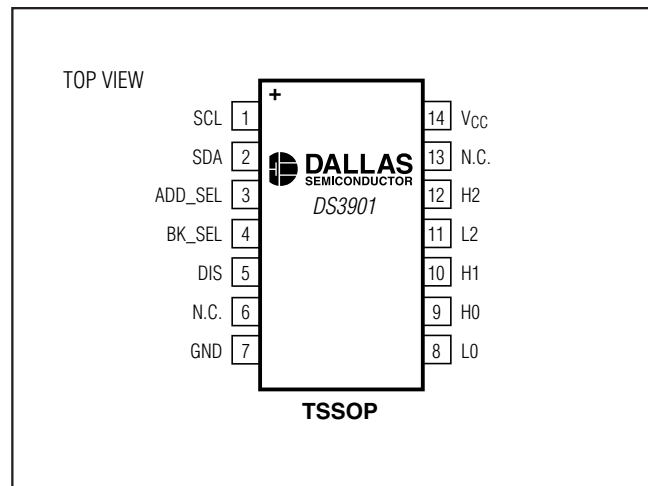 TOP VIEW
+
SCL 1
SDA 2
ADD_SEL 3
BK_SEL 4
DIS 5
N.C. 6
GND 7
DALLAS
SEMICONDUCTOR
DS3901
14 VCC
13 N.C.
12 H2
11 L2
10 H1
9 H0
8 L0
TSSOP